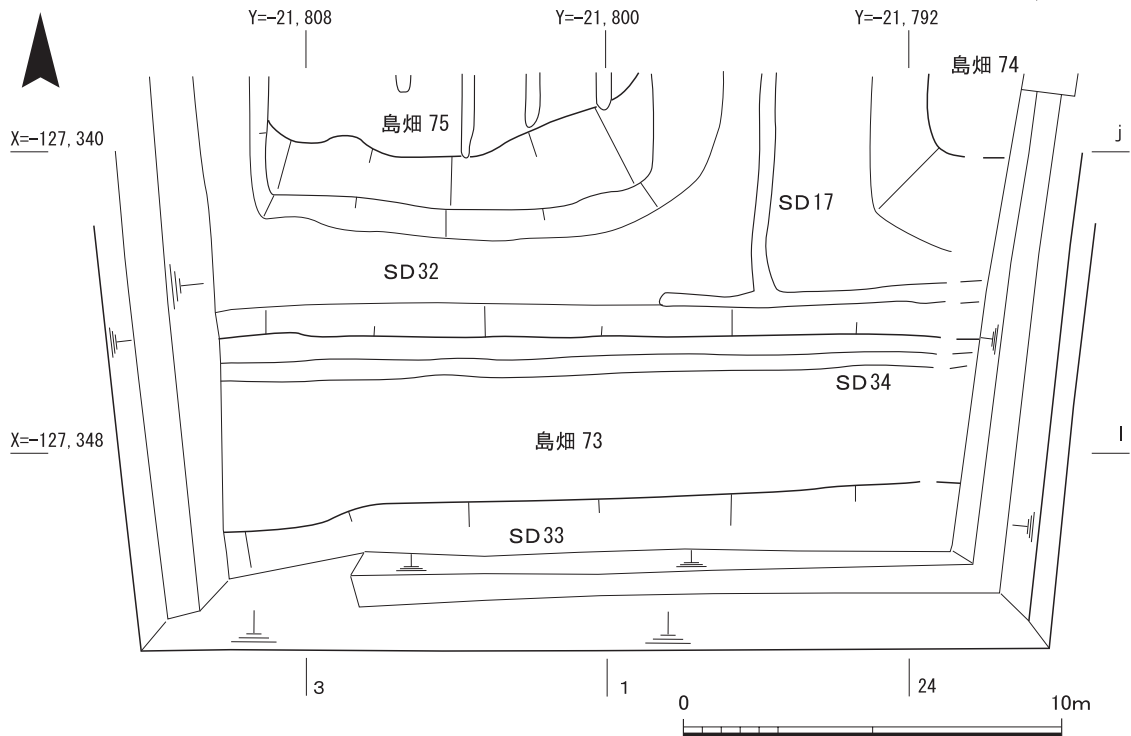 Y=-21,808
Y=-21,800
Y=-21,792
島畑 74
島畑 75
X=-127,340
j
SD17
SD32
SD34
X=-127,348
島畑 73
l
SD33
3
1
24
0
10m